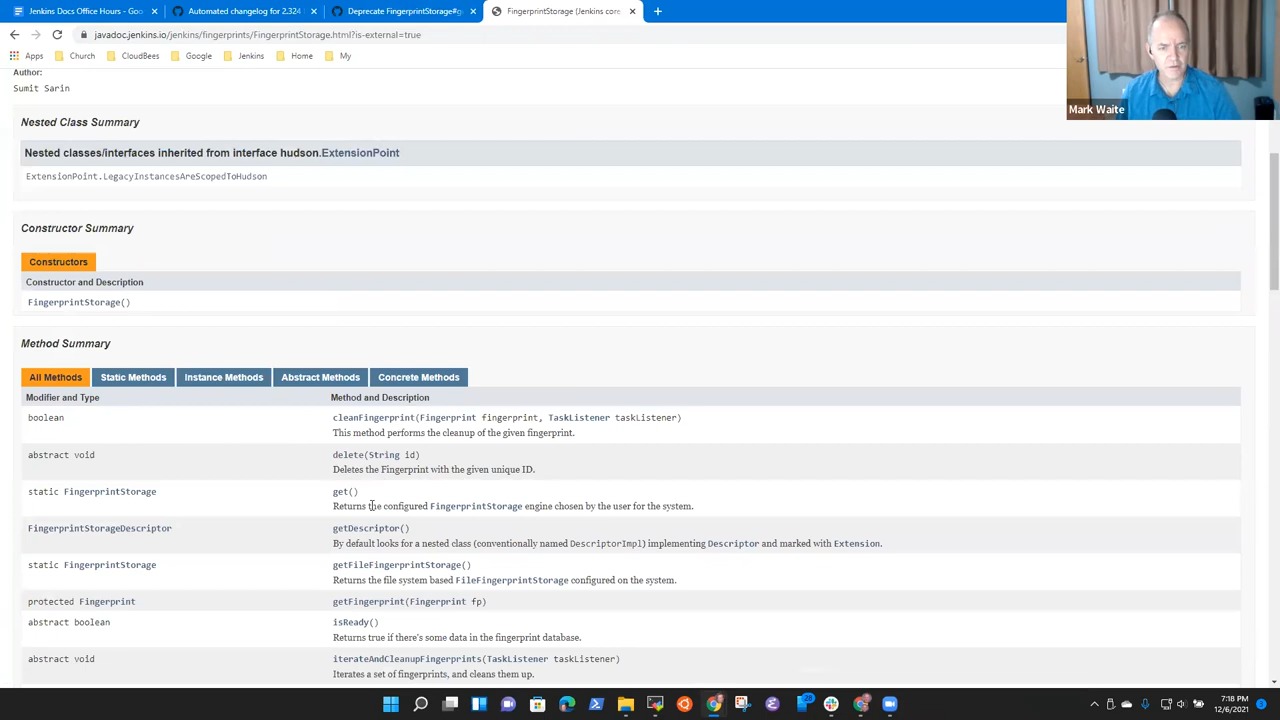 Jenkins Docs Office Hours - Goo
Automated changelog for 2.324
Deprecate FingerprintStorage#g
FingerprintStorage (Jenkins core
javadoc.jenkins.io/jenkins/fingerprints/FingerprintStorage.html?is-external=true
Apps Church CloudBees Google Jenkins Home My
Mark Waite
Author:
Sumit Sarin
Nested Class Summary
Nested classes/interfaces inherited from interface hudson.ExtensionPoint
ExtensionPoint.LegacyInstancesAreScopedToHudson
Constructor Summary
Constructors
Constructor and Description
FingerprintStorage()
Method Summary
All Methods Static Methods Instance Methods Abstract Methods Concrete Methods
Modifier and Type Method and Description
boolean cleanFingerprint(Fingerprint fingerprint, TaskListener taskListener)
This method performs the cleanup of the given fingerprint.
abstract void delete(String id)
Deletes the Fingerprint with the given unique ID.
static FingerprintStorage get()
Returns the configured FingerprintStorage engine chosen by the user for the system.
FingerprintStorageDescriptor getDescriptor()
By default looks for a nested class (conventionally named DescriptorImpl) implementing Descriptor and marked with Extension.
static FingerprintStorage getFileFingerprintStorage()
Returns the file system based FileFingerprintStorage configured on the system.
protected Fingerprint getFingerprint(Fingerprint fp)
abstract boolean isReady()
Returns true if there's some data in the fingerprint database.
abstract void iterateAndCleanupFingerprints(TaskListener taskListener)
Iterates a set of fingerprints, and cleans them up.
7:18 PM
12/6/2021